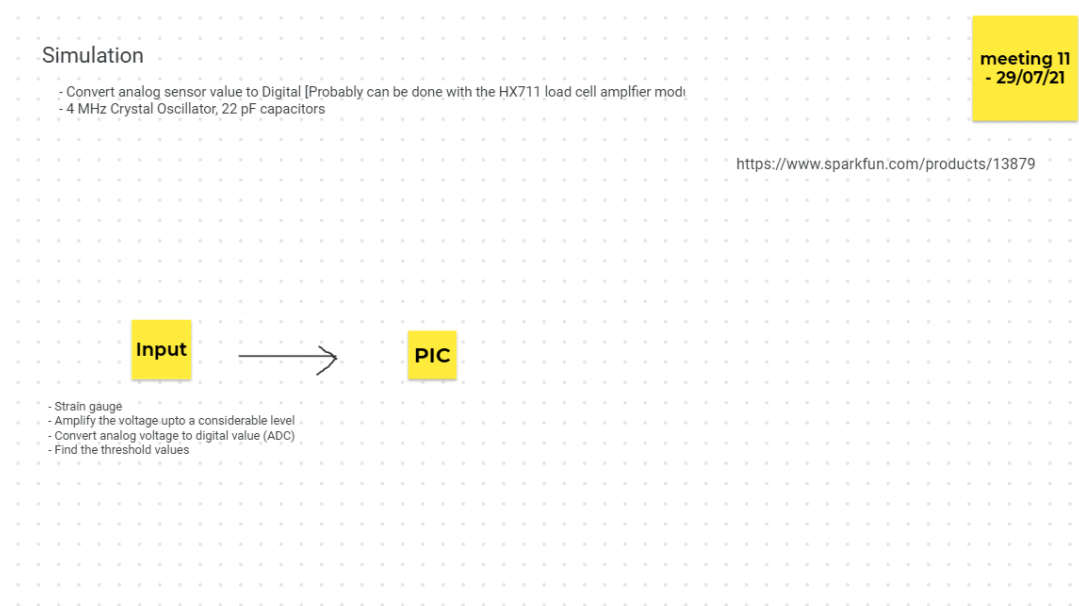 Simulation
- Convert analog sensor value to Digital [Probably can be done with the HX711 load cell amplfier
- 4 MHz Crystal Oscillator, 22 pF capacitors
meeting 11
- 29/07/21
https://www.sparkfun.com/products/13879
Input
PIC
- Strain gauge
- Amplify the voltage upto a considerable level
- Convert analog voltage to digital value (ADC)
- Find the threshold values